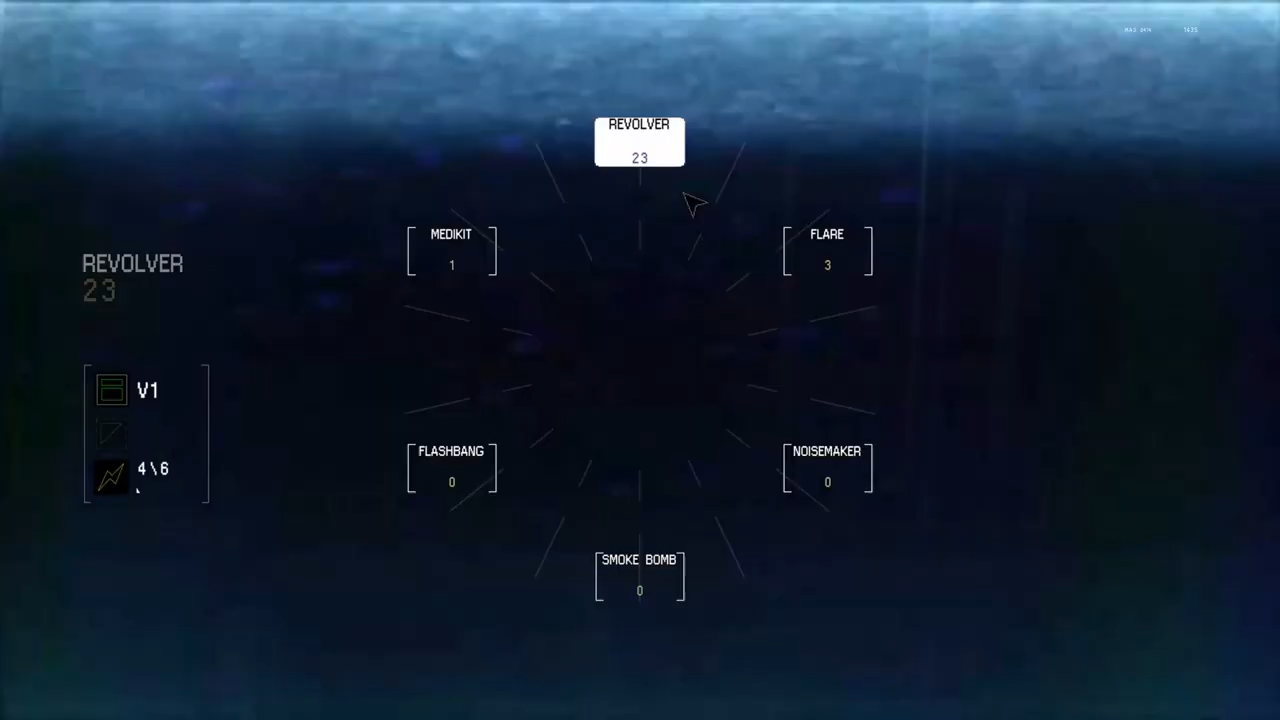 REVOLVER
23
MEDIKIT
1
FLARE
3
REVOLVER
23
V1
4\6
FLASHBANG
0
NOISEMAKER
0
SMOKE BOMB
0